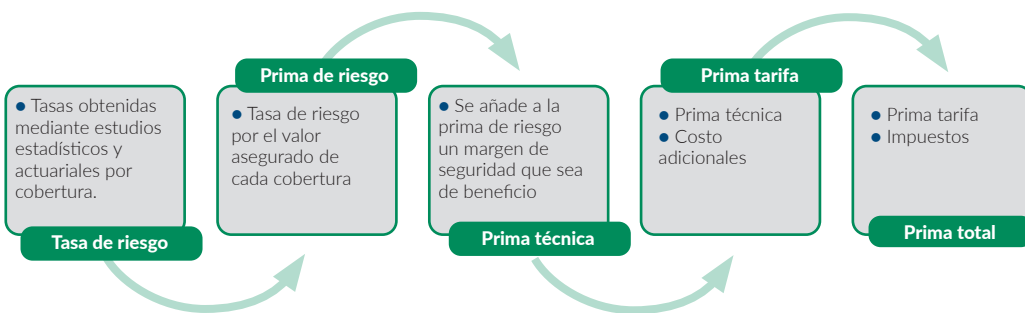 ● Tasas obtenidas
mediante estudios
estadísticos y
actuariales por
cobertura.
Tasa de riesgo
Prima de riesgo
● Tasa de riesgo
por el valor
asegurado de
cada cobertura
● Se añade a la
prima de riesgo
un margen de
seguridad que sea
de beneficio
Prima técnica
Prima tarifa
● Prima técnica
● Costo
adicionales
● Prima tarifa
● Impuestos
Prima total